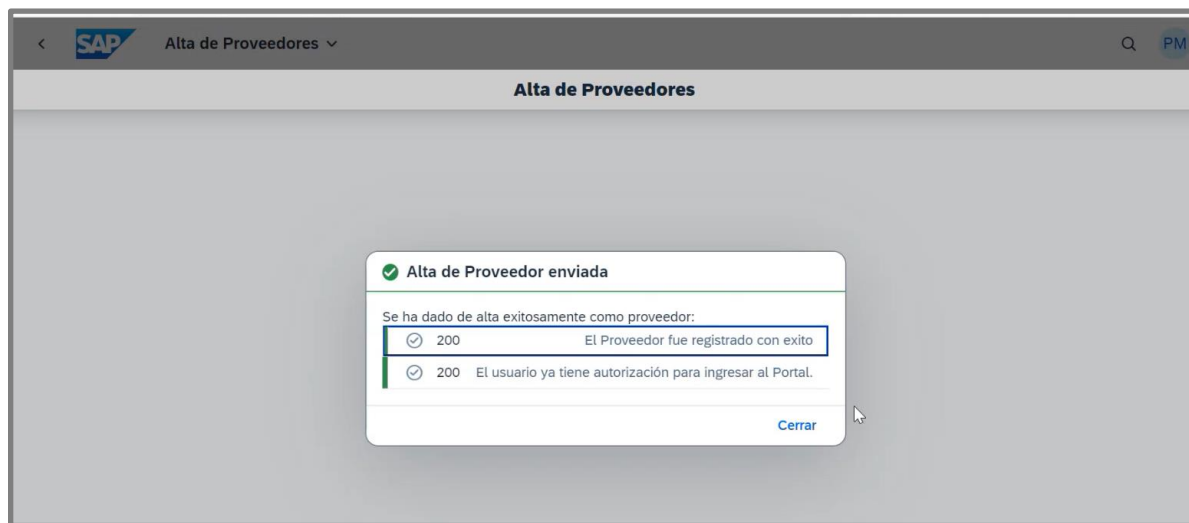 SAP Alta de Proveedores PM
Alta de Proveedores
Alta de Proveedor enviada
Se ha dado de alta exitosamente como proveedor:
200 El Proveedor fue registrado con exito
200 El usuario ya tiene autorización para ingresar al Portal.
Cerrar